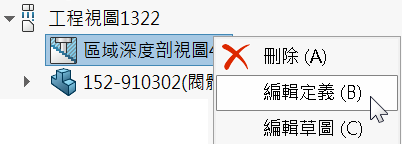 工程視圖1322
區域深度剖視圖4
152-910302(閥
刪除 (A)
編輯定義 (B)
編輯草圖 (C)